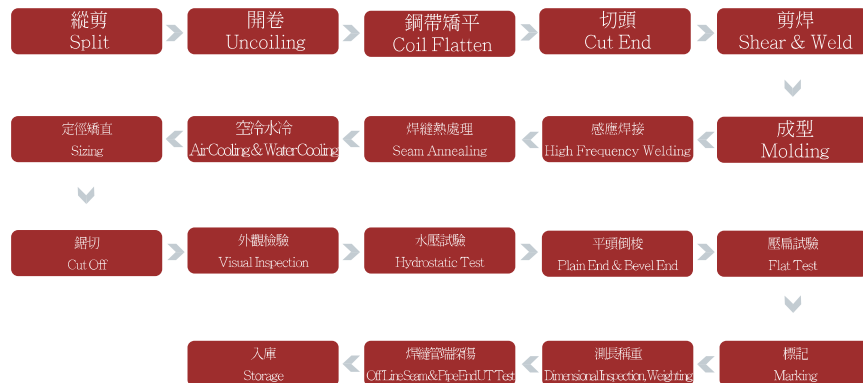 縱剪
Split
開卷
Uncoiling
鋼帶矯平
Coil Flatten
切頭
Cut End
剪焊
Shear & Weld
成型
Molding
感應焊接
High Frequency Welding
焊縫熱處理
Seam Annealing
空冷水冷
Air Cooling & Water Cooling
定徑矯直
Sizing
鋸切
Cut Off
外觀檢驗
Visual Inspection
水壓試驗
Hydrostatic Test
平頭倒棱
Plain End & Bevel End
壓扁試驗
Flat Test
標記
Marking
測長稱重
Dimensional Inspection, Weighting
焊縫管端探傷
Off Line Seam & Pipe End UT Test
入庫
Storage